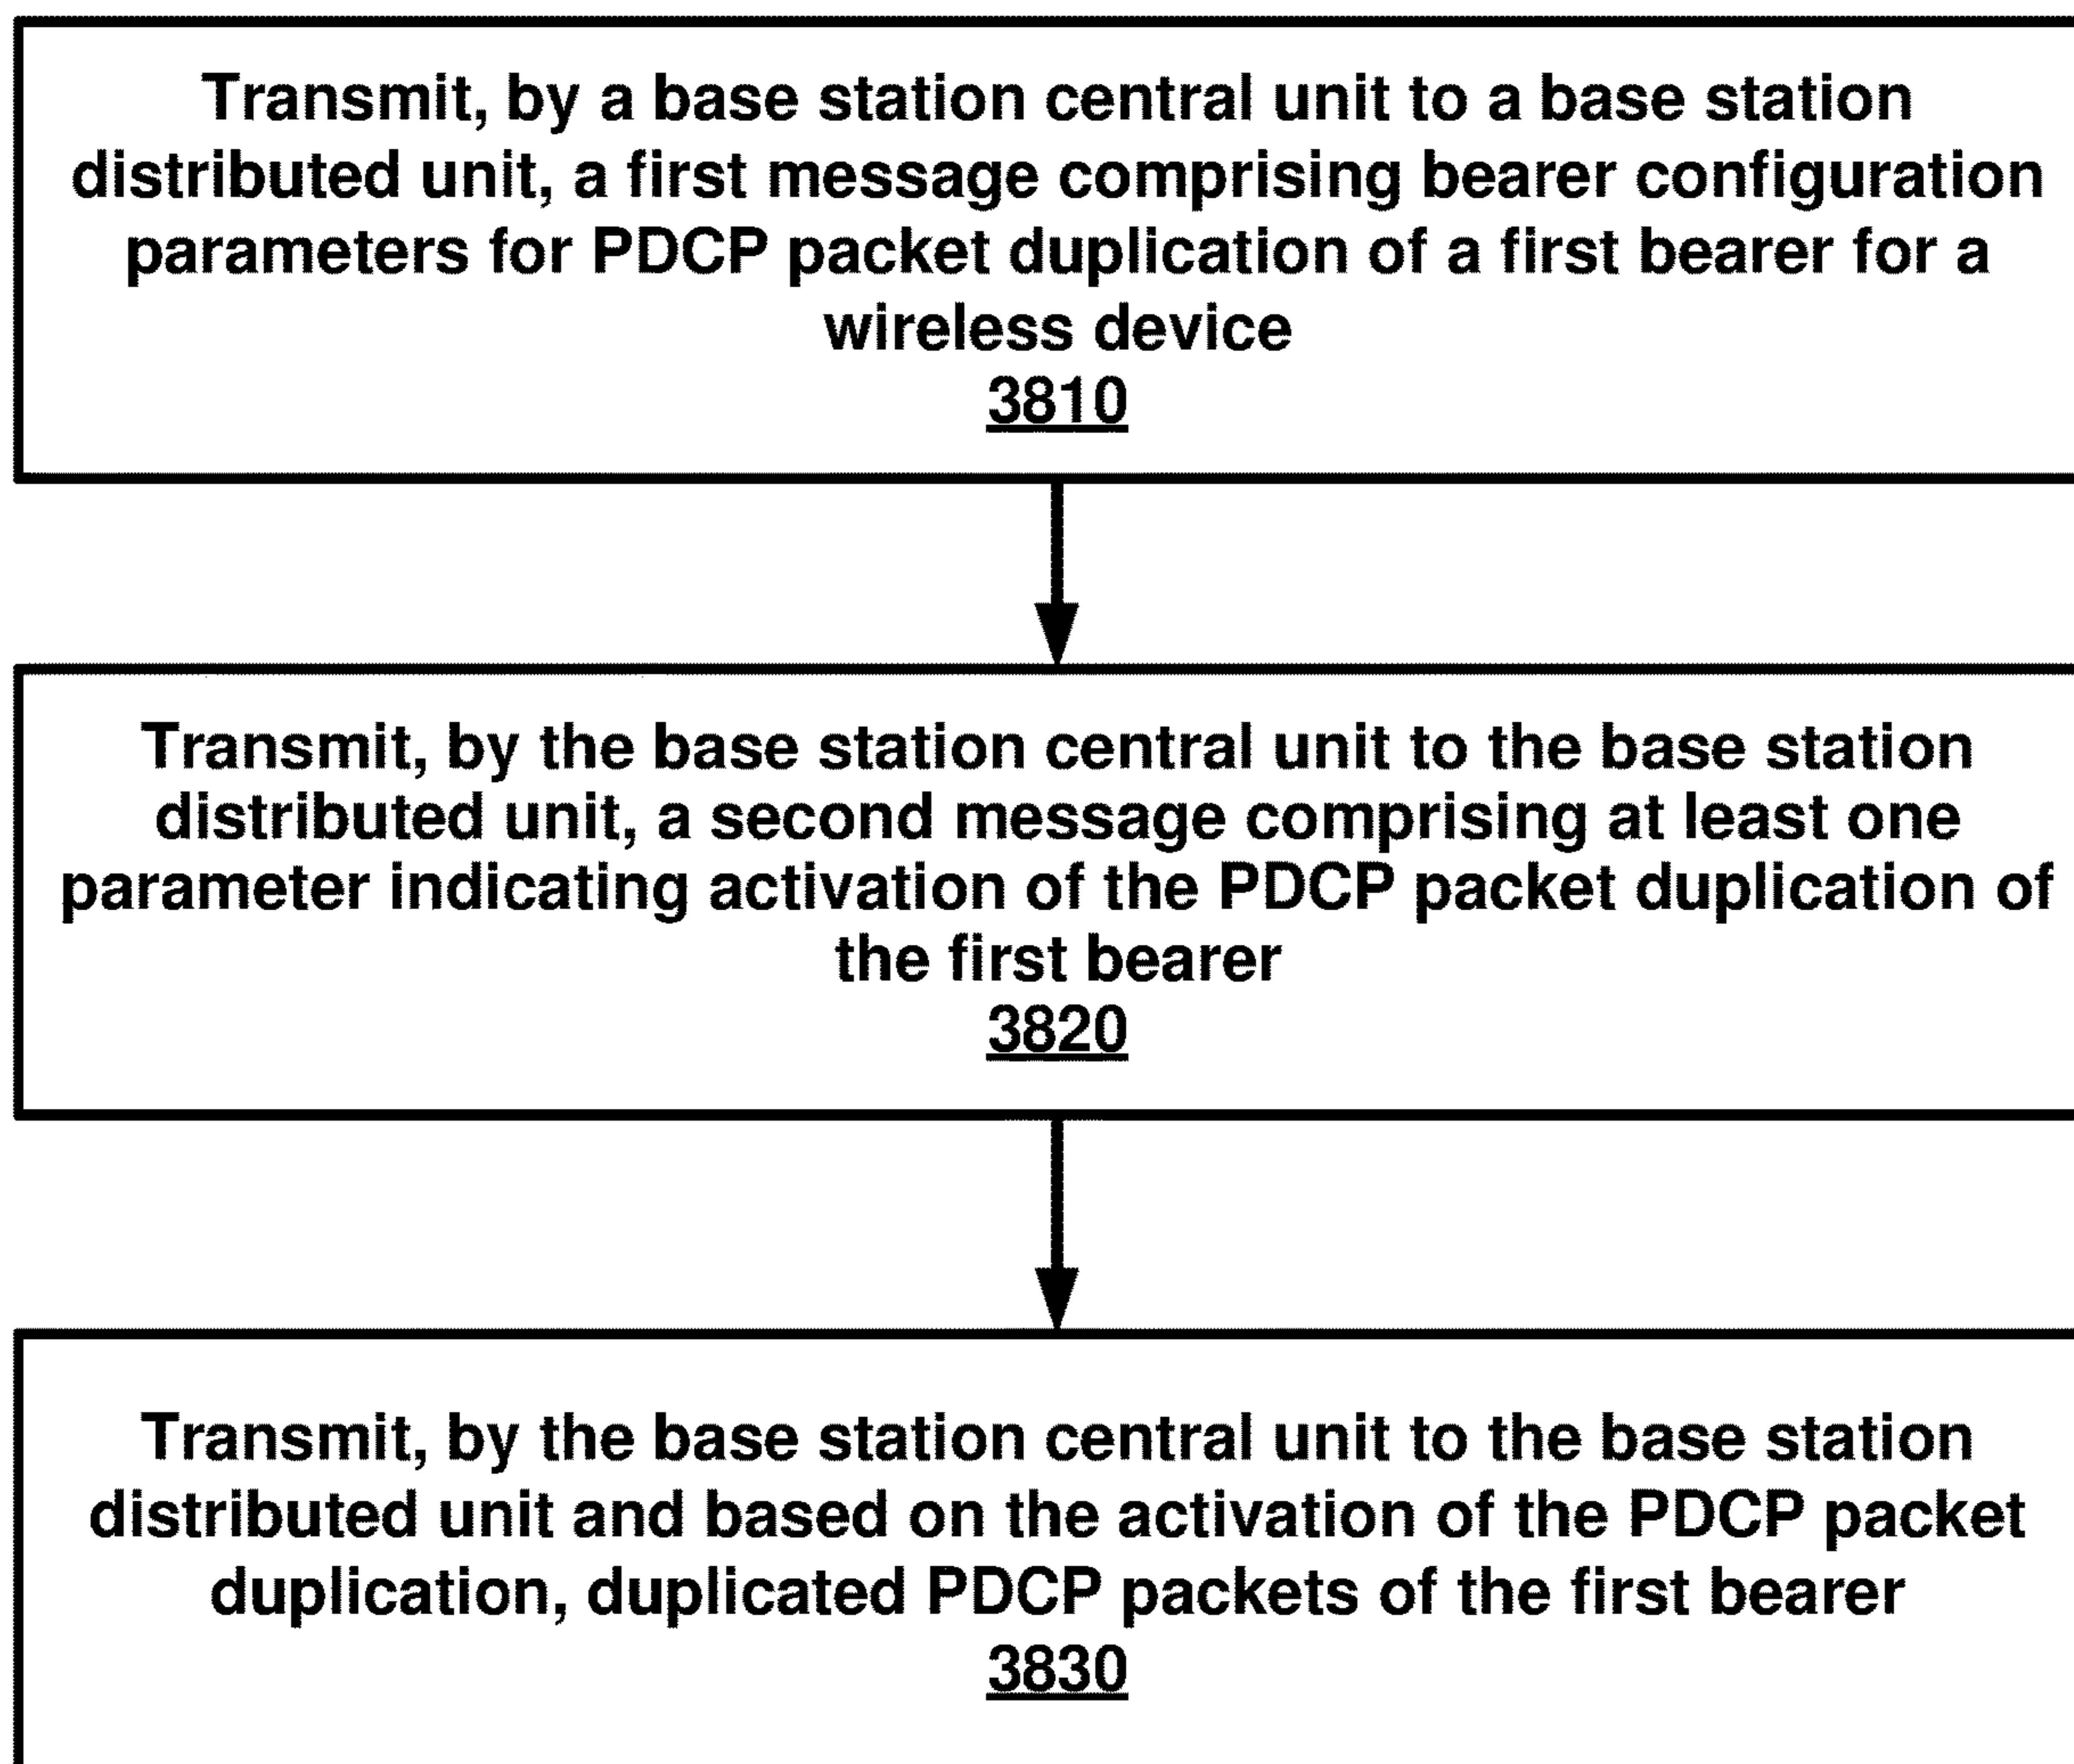 Transmit, by a base station central unit to a base station
distributed unit, a first message comprising bearer configuration
parameters for PDCP packet duplication of a first bearer for a
wireless device
3810
Transmit, by the base station central unit to the base station
distributed unit, a second message comprising at least one
parameter indicating activation of the PDCP packet duplication of
the first bearer
3820
Transmit, by the base station central unit to the base station
distributed unit and based on the activation of the PDCP packet
duplication, duplicated PDCP packets of the first bearer
3830